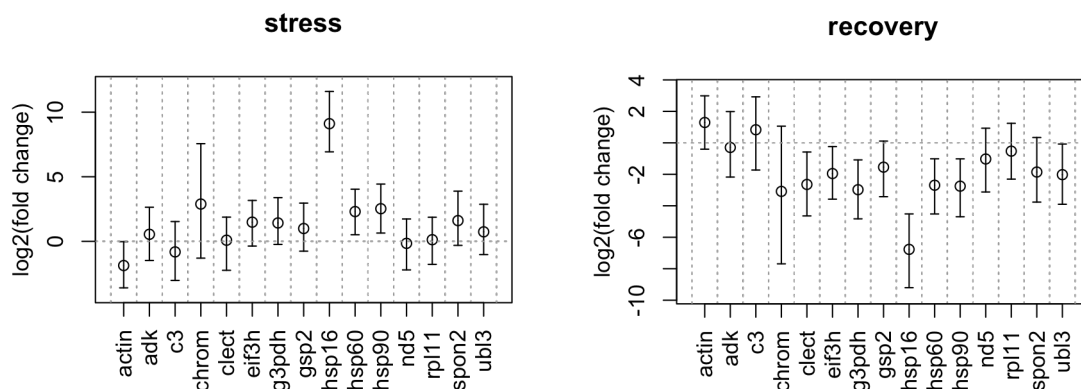 stress
log2(fold change)
10
5
0
actin
adk
c3
chrom
clect
eif3h
g3pdh
gsp2
hsp16
hsp60
hsp90
nd5
rpl11
spon2
ubl3
recovery
log2(fold change)
4
2
-2
-6
-10
actin
adk
c3
chrom
clect
eif3h
g3pdh
gsp2
hsp16
hsp60
hsp90
nd5
rpl11
spon2
ubl3